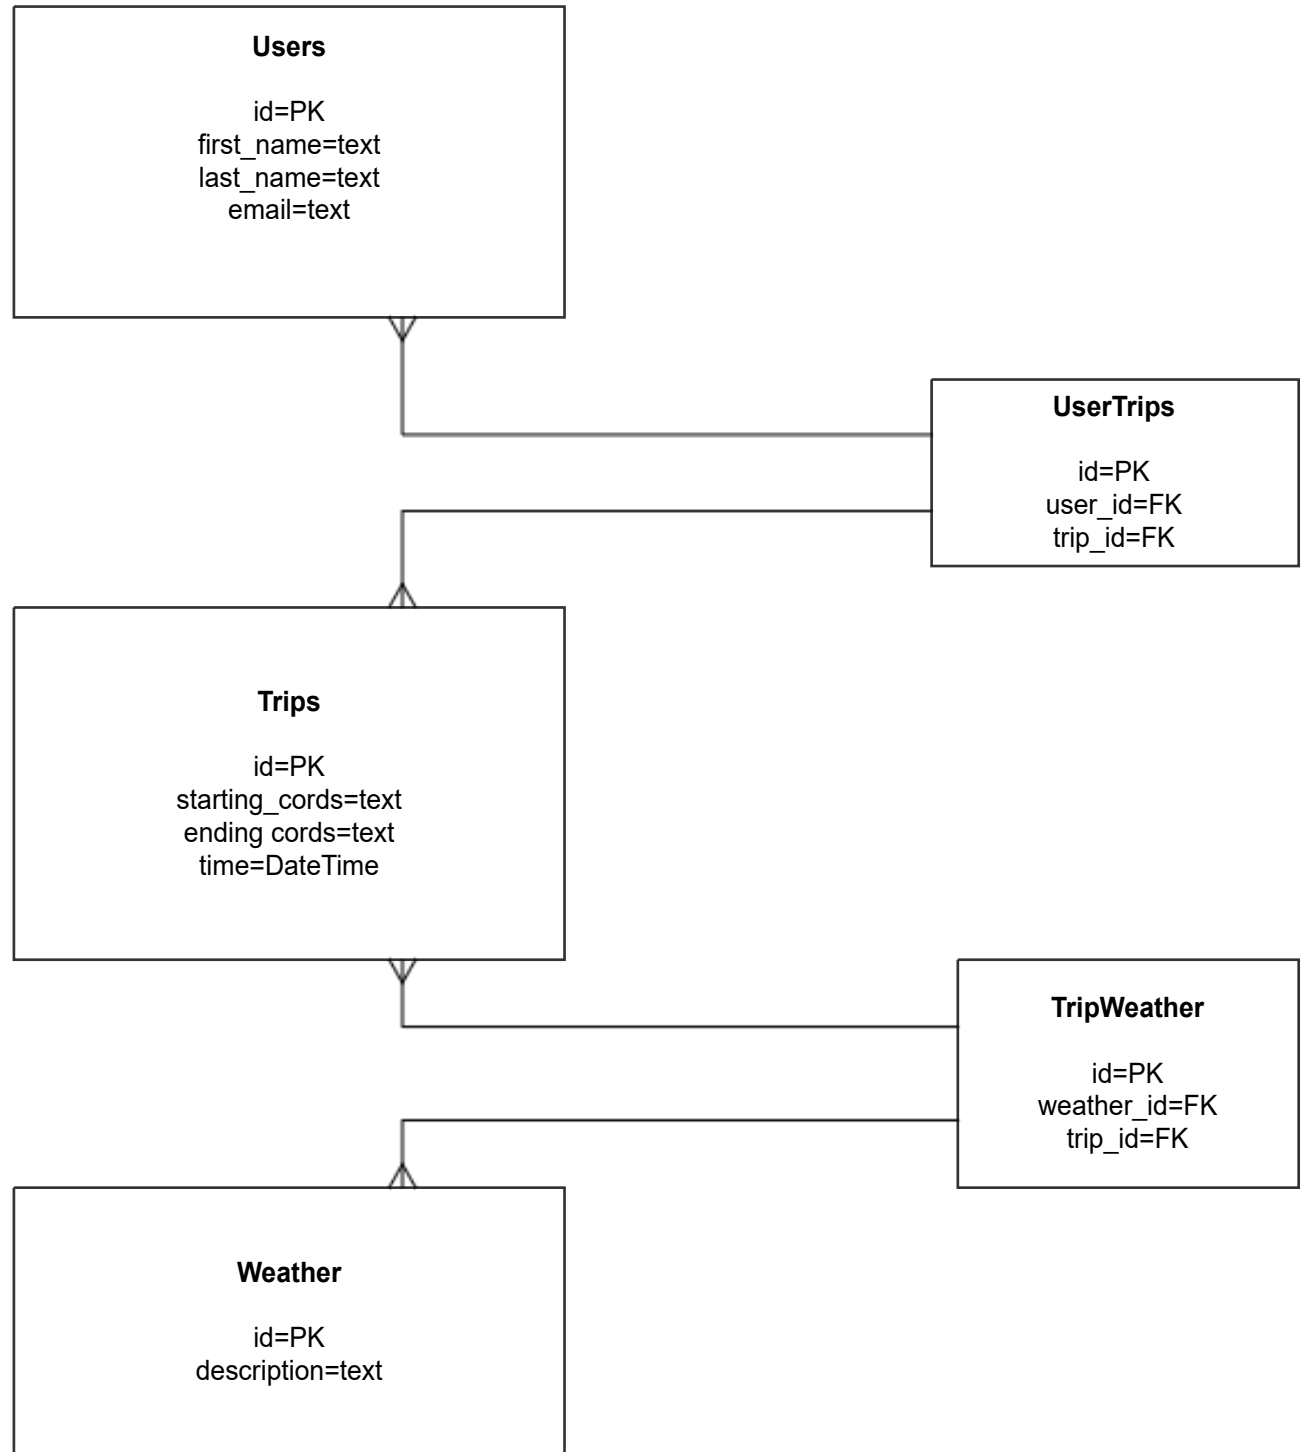 Users
id=PK
first_name=text
last_name=text
email=text
UserTrips
id=PK
user_id=FK
trip_id=FK
Trips
id=PK
starting_cords=text
ending cords=text
time=DateTime
TripWeather
id=PK
weather_id=FK
trip_id=FK
Weather
id=PK
description=text